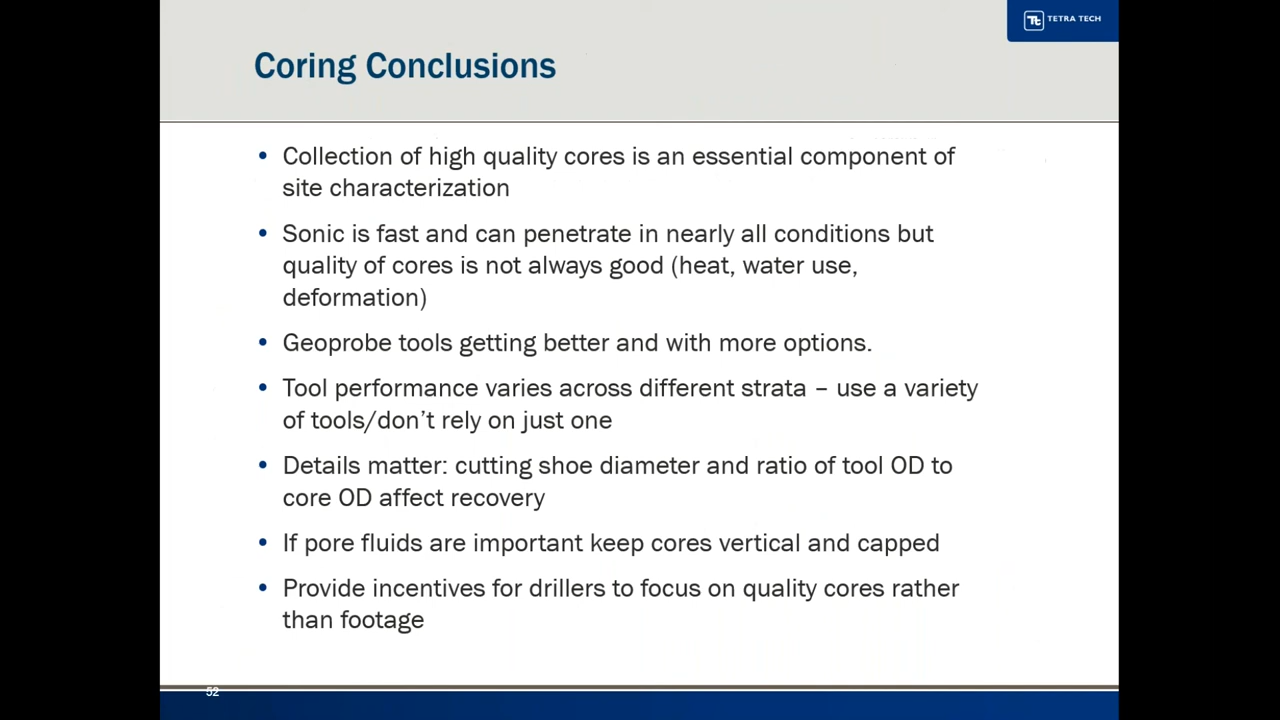 Tt TETRA TECH
Coring Conclusions
• Collection of high quality cores is an essential component of
site characterization
• Sonic is fast and can penetrate in nearly all conditions but
quality of cores is not always good (heat, water use,
deformation)
• Geoprobe tools getting better and with more options.
• Tool performance varies across different strata – use a variety
of tools/don’t rely on just one
• Details matter: cutting shoe diameter and ratio of tool OD to
core OD affect recovery
• If pore fluids are important keep cores vertical and capped
• Provide incentives for drillers to focus on quality cores rather
than footage
52